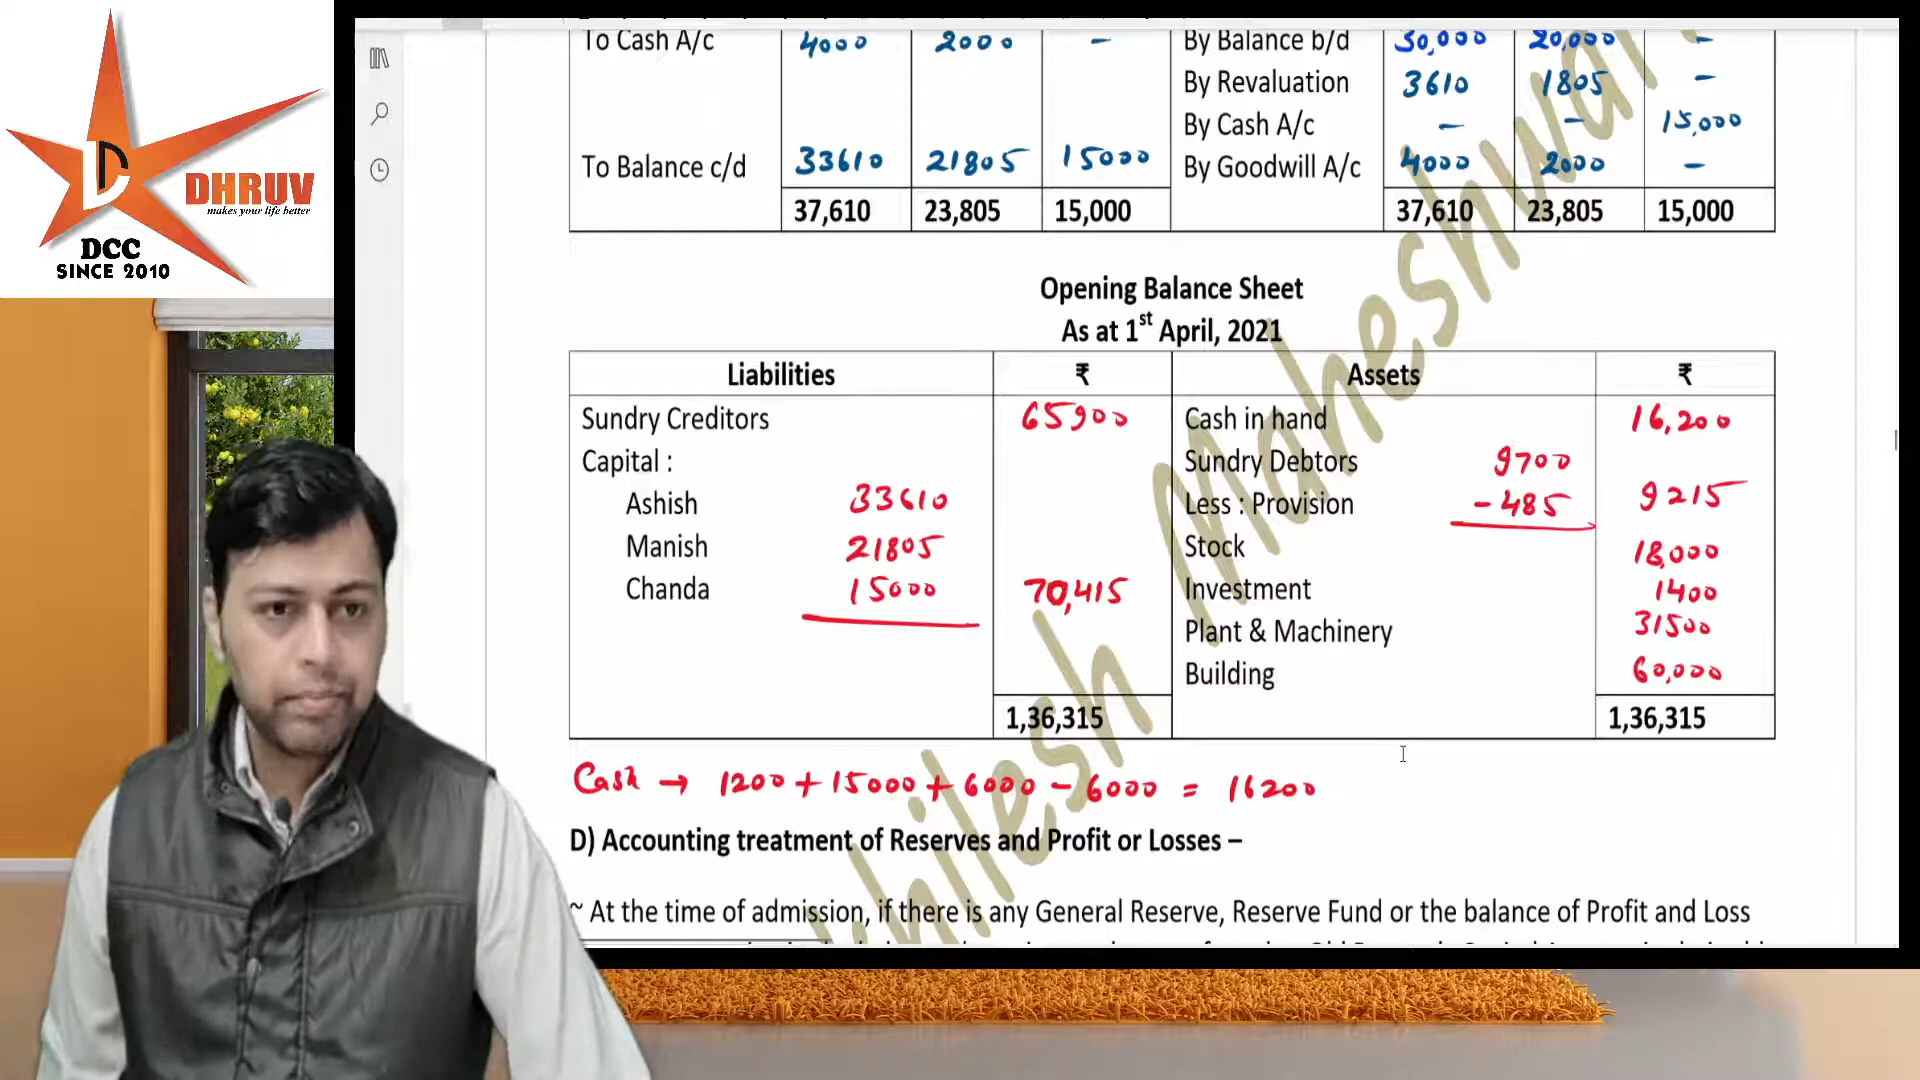 D
DHRUV
makes your life better
DCC
SINCE 2010
To Cash A/c 4000 2000 – By Balance b/d 30,000 20,000 –
By Revaluation 3610 1805 –
By Cash A/c – – 15,000
To Balance c/d 33610 21805 15000 By Goodwill A/c 4000 2000 –
37,610 23,805 15,000 37,610 23,805 15,000
Opening Balance Sheet
As at 1st April, 2021
Liabilities ₹ Assets ₹
Sundry Creditors 65900 Cash in hand 16,200
Capital : Sundry Debtors 9700
Ashish 33610 Less : Provision - 485 9215
Manish 21805 Stock 18,000
Chanda 15000 70,415 Investment 1400
Plant & Machinery 31500
Building 60,000
1,36,315 1,36,315
Cash → 1200 + 15000 + 6000 - 6000 = 16200
D) Accounting treatment of Reserves and Profit or Losses –
~ At the time of admission, if there is any General Reserve, Reserve Fund or the balance of Profit and Loss